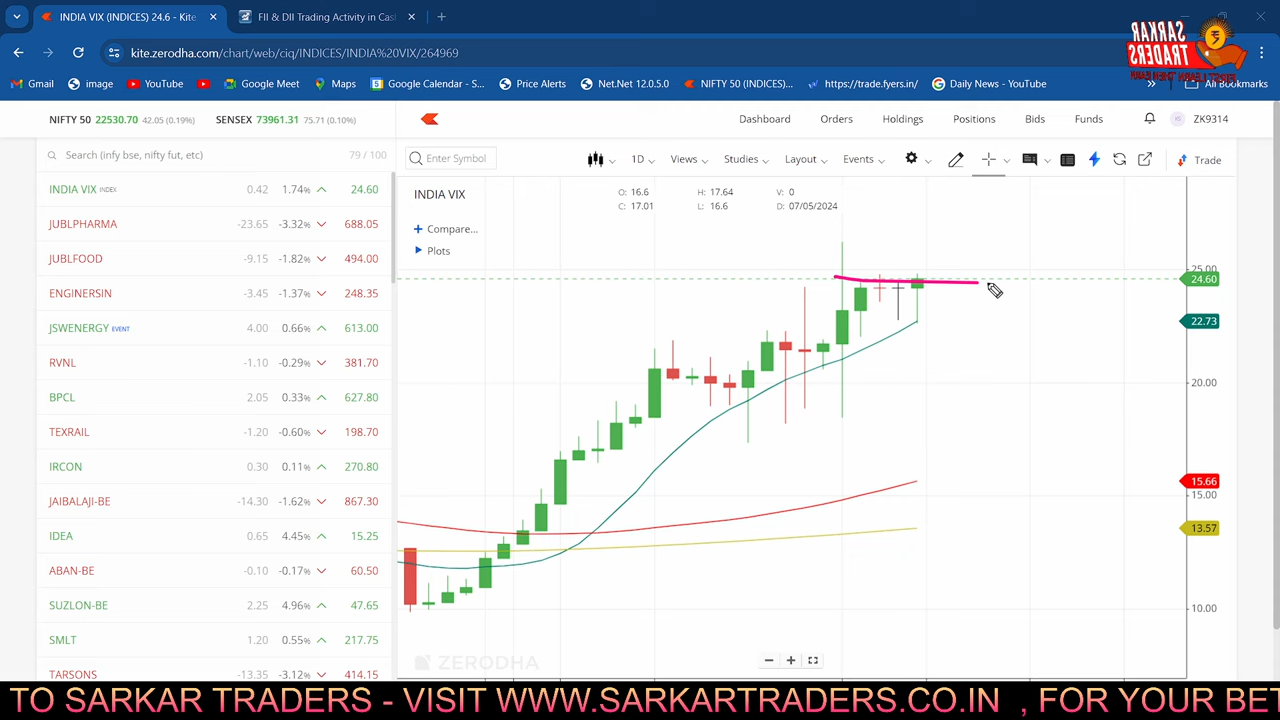 INDIA VIX (INDICES) 24.6 - Kite
FII & DII Trading Activity in Cas
kite.zerodha.com/chart/web/ciq/INDICES/INDIA%20VIX/264969
SARKAR
TRADERS
Gmail image YouTube Google Meet Maps Google Calendar - S... Price Alerts Net.Net 12.0.5.0 NIFTY 50 (INDICES)... https://trade.fyers.in/ Daily News - YouTube » All Bookmarks
NIFTY 50 22530.70 42.05 (0.19%) SENSEX 73961.31 75.71 (0.10%)
Dashboard Orders Holdings Positions Bids Funds ZK9314
Search (infy bse, nifty fut, etc) 79 / 100
Enter Symbol 1D Views Studies Layout Events Trade
INDIA VIX INDEX 0.42 1.74% 24.60
JUBLPHARMA -23.65 -3.32% 688.05
JUBLFOOD -9.15 -1.82% 494.00
ENGINERSIN -3.45 -1.37% 248.35
JSWENERGY EVENT 4.00 0.66% 613.00
RVNL -1.10 -0.29% 381.70
BPCL 2.05 0.33% 627.80
TEXRAIL -1.20 -0.60% 198.70
IRCON 0.30 0.11% 270.80
JAIBALAJI-BE -14.30 -1.62% 867.30
IDEA 0.65 4.45% 15.25
ABAN-BE -0.10 -0.17% 60.50
SUZLON-BE 2.25 4.96% 47.65
SMLT 1.20 0.55% 217.75
TARSONS -13.35 -3.12% 414.15
INDIA VIX
O: 16.6 H: 17.64 V: 0
C: 17.01 L: 16.6 D: 07/05/2024
+ Compare...
Plots
25.00
24.60
22.73
20.00
15.66
15.00
13.57
10.00
ZERODHA
TO SARKAR TRADERS - VISIT WWW.SARKARTRADERS.CO.IN , FOR YOUR BET